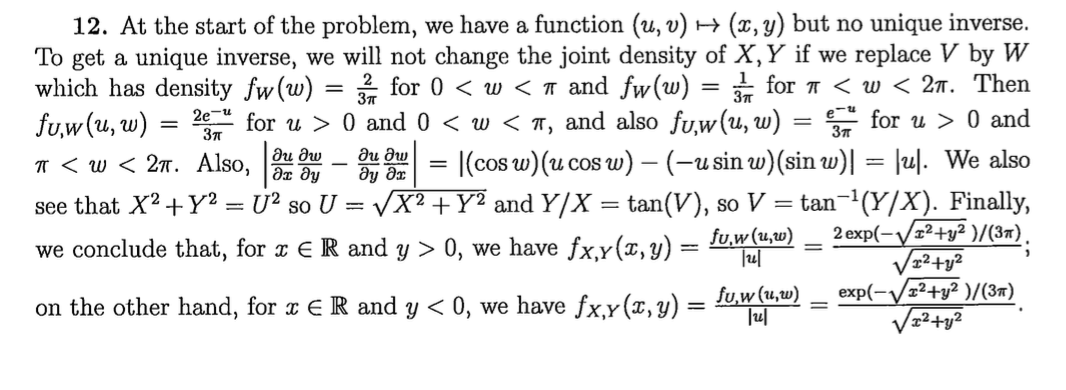 12. At the start of the problem, we have a function (u, v) ↦ (x, y) but no unique inverse.
To get a unique inverse, we will not change the joint density of X, Y if we replace V by W
which has density f_W(w) = 2/3π for 0 < w < π and f_W(w) = 1/3π for π < w < 2π. Then
f_{U,W}(u, w) = 2e^{-u}/3π for u > 0 and 0 < w < π, and also f_{U,W}(u, w) = e^{-u}/3π for u > 0 and
π < w < 2π. Also, |∂u/∂x ∂w/∂y − ∂u/∂y ∂w/∂x| = |(cos w)(u cos w) − (−u sin w)(sin w)| = |u|. We also
see that X² + Y² = U² so U = √(X² + Y²) and Y/X = tan(V), so V = tan⁻¹(Y/X). Finally,
we conclude that, for x ∈ ℝ and y > 0, we have f_{X,Y}(x, y) = f_{U,W}(u,w)/|u| = 2 exp(−√(x²+y²))/(3π)/√(x²+y²);
on the other hand, for x ∈ ℝ and y < 0, we have f_{X,Y}(x, y) = f_{U,W}(u,w)/|u| = exp(−√(x²+y²))/(3π)/√(x²+y²).